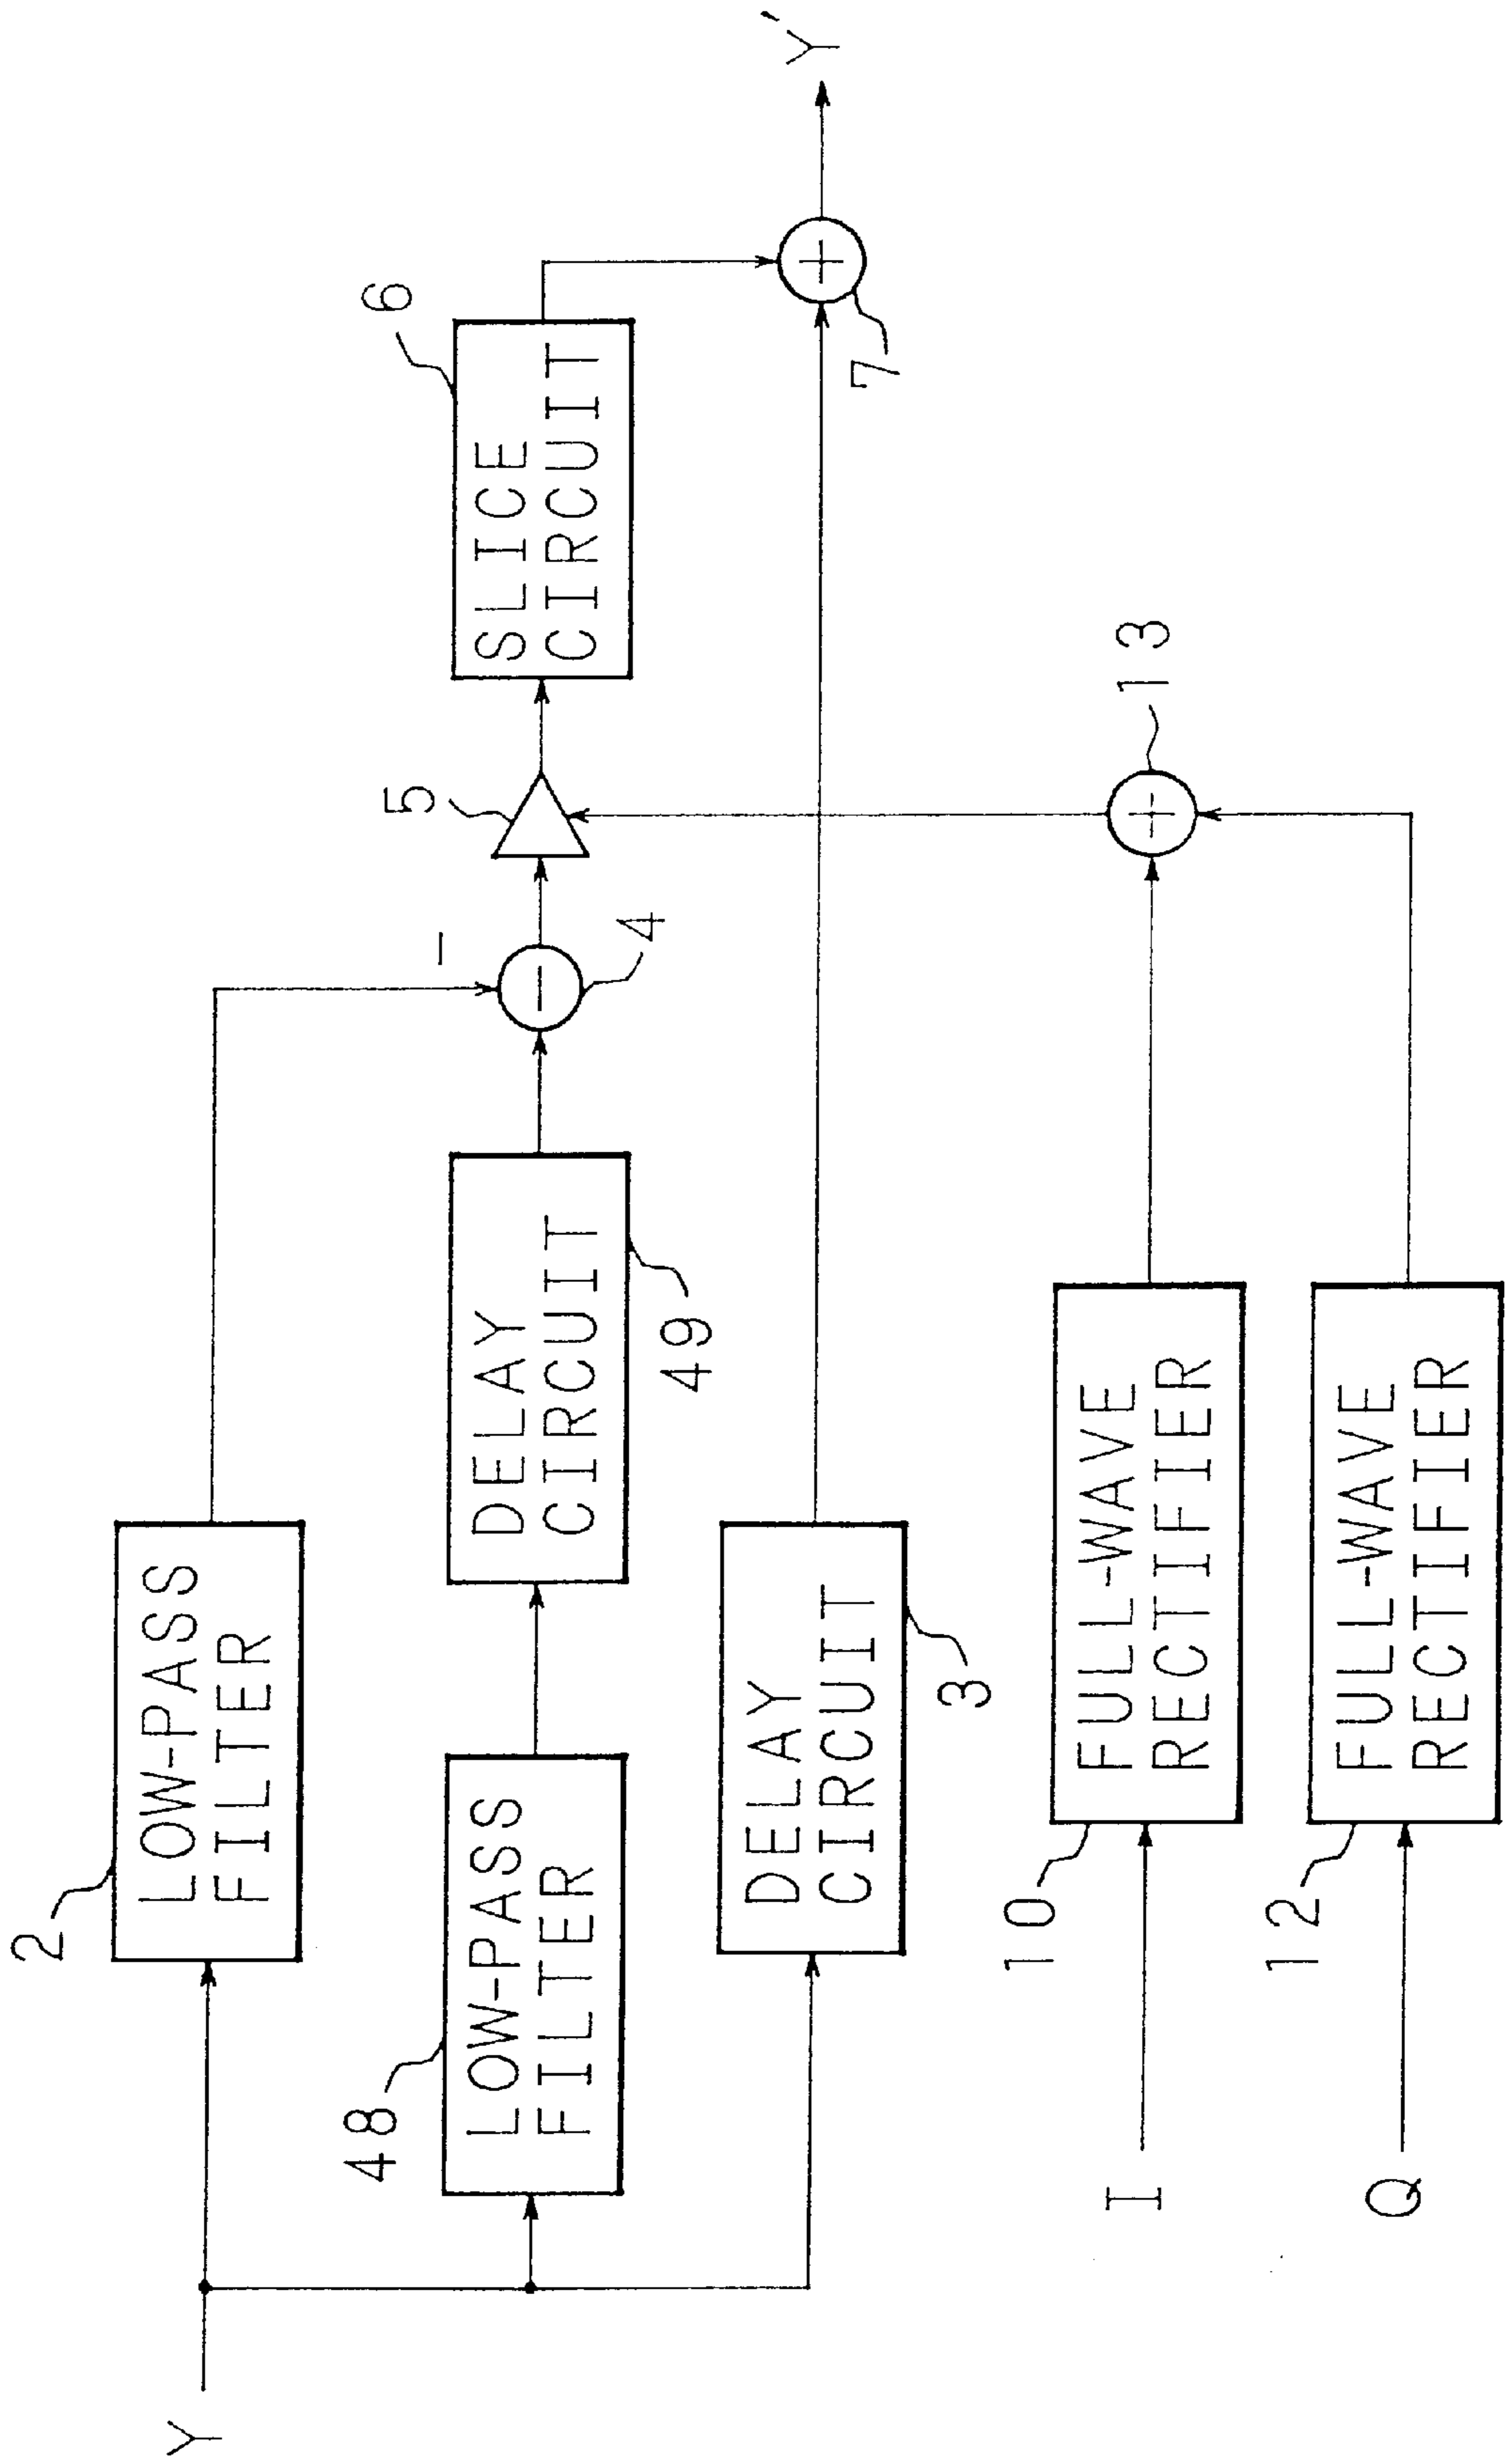 Y
2
LOW-PASS
FILTER
48
LOW-PASS
FILTER
DELAY
CIRCUIT
49
DELAY
CIRCUIT
3
−
4
5
6
SLICE
CIRCUIT
+
7
Y'
I
10
FULL-WAVE
RECTIFIER
Q
12
FULL-WAVE
RECTIFIER
+
13